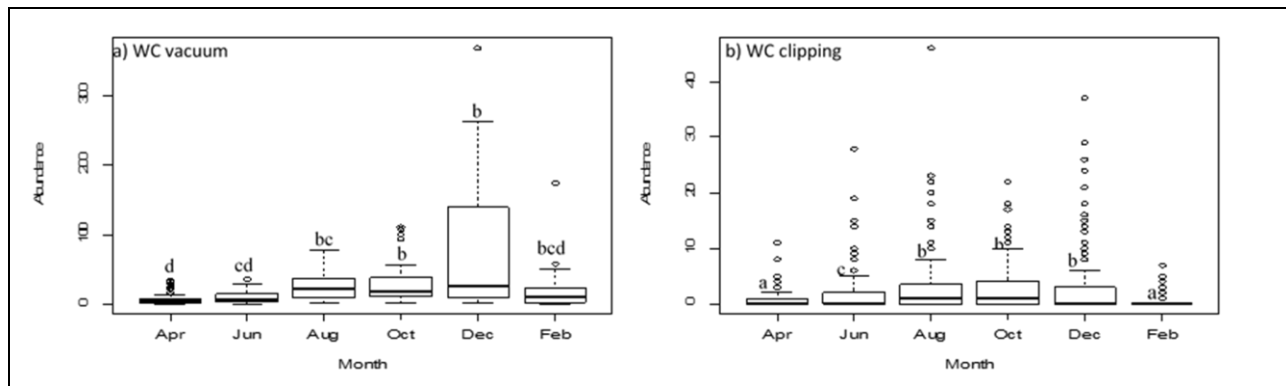 a) WC vacuum
Abundance
300
200
100
0
d
cd
bc
b
b
bcd
Apr Jun Aug Oct Dec Feb
Month
b) WC clipping
Abundance
40
30
20
10
0
a
c
b
b
b
a
Apr Jun Aug Oct Dec Feb
Month